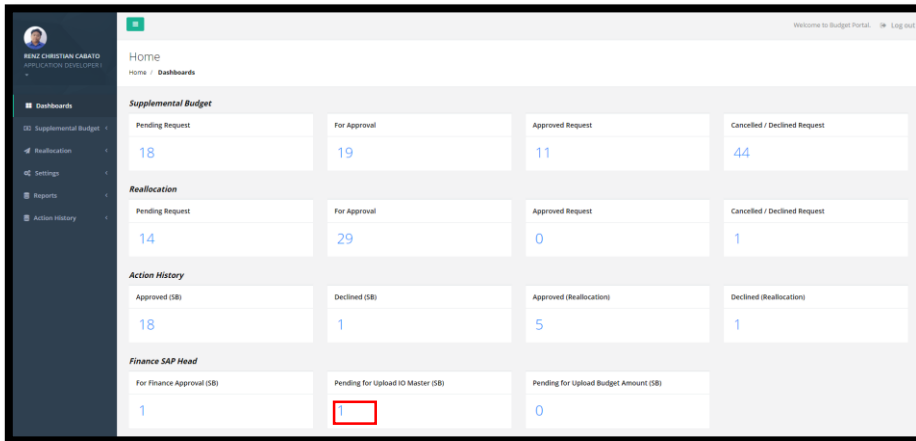 Welcome to Budget Portal. Log out
RENZ CHRISTIAN CABATO
APPLICATION DEVELOPER I
Home
Home / Dashboards
Dashboards
Supplemental Budget
Reallocation
Settings
Reports
Action History
Supplemental Budget
Pending Request
18
For Approval
19
Approved Request
11
Cancelled / Declined Request
44
Reallocation
Pending Request
14
For Approval
29
Approved Request
0
Cancelled / Declined Request
1
Action History
Approved (SB)
18
Declined (SB)
1
Approved (Reallocation)
5
Declined (Reallocation)
1
Finance SAP Head
For Finance Approval (SB)
1
Pending for Upload IO Master (SB)
1
Pending for Upload Budget Amount (SB)
0